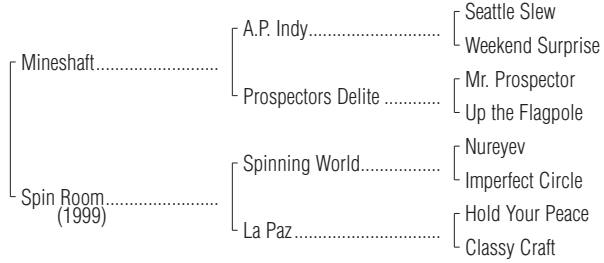 Seattle Slew
A.P. Indy
Weekend Surprise
Mineshaft
Mr. Prospector
Prospectors Delite
Up the Flagpole
Nureyev
Spinning World
Imperfect Circle
Spin Room
(1999)
Hold Your Peace
La Paz
Classy Craft